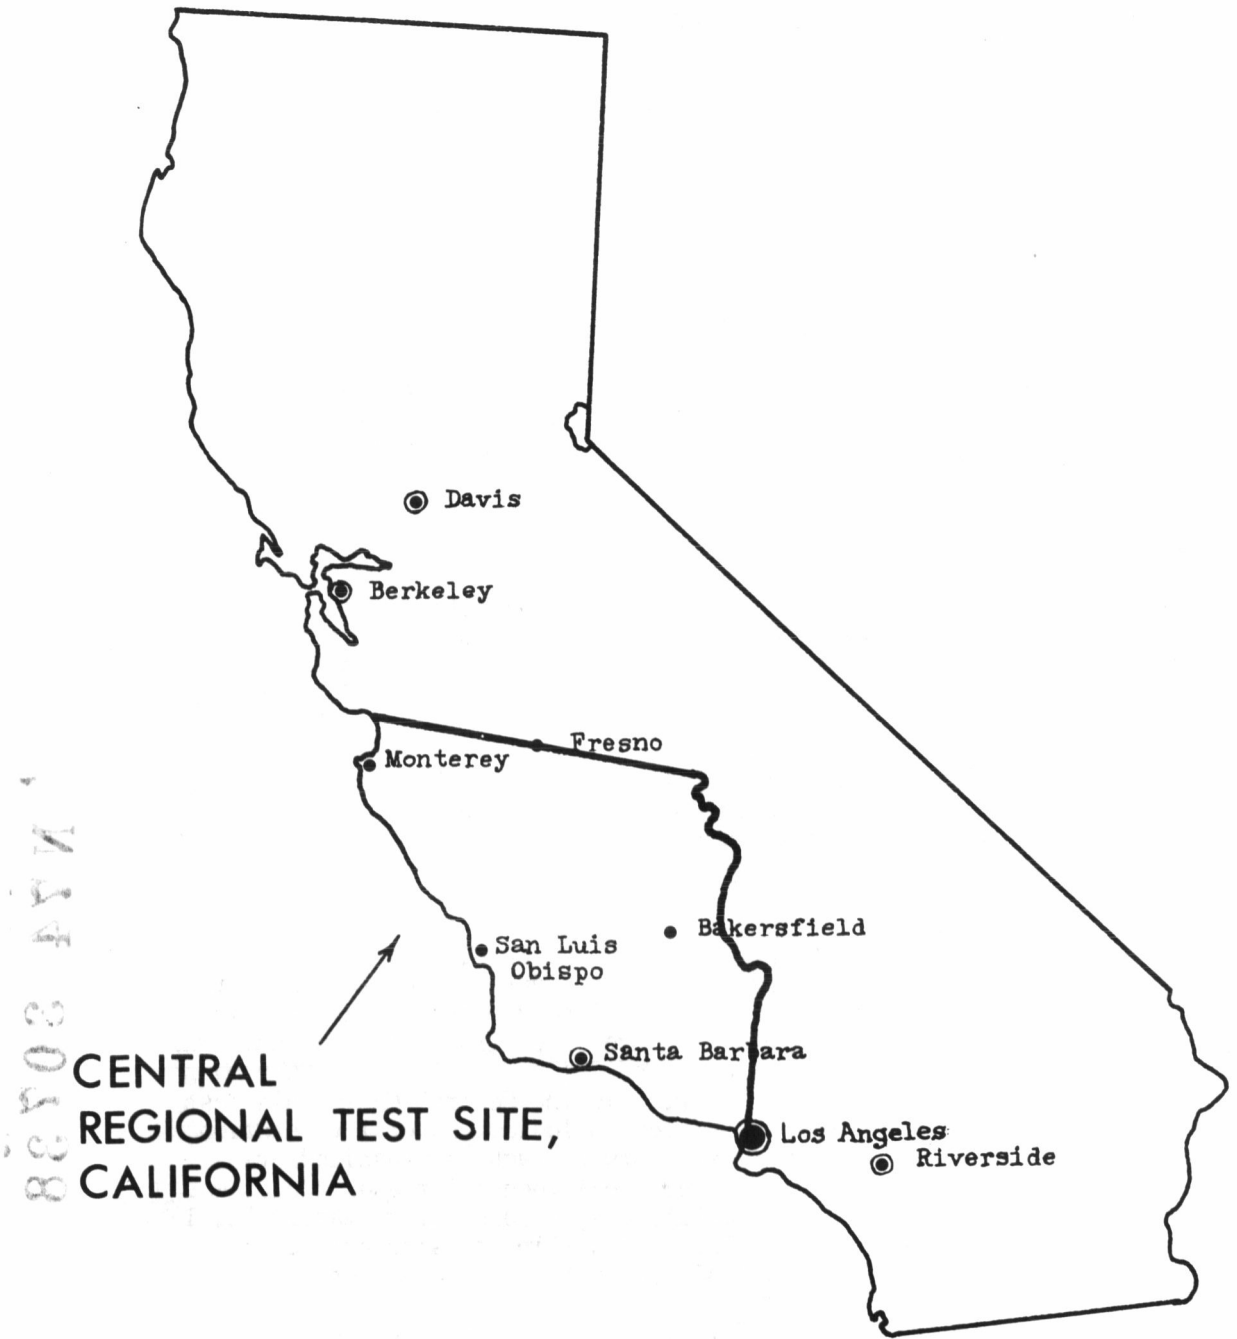 Davis
Berkeley
Fresno
Monterey
Bakersfield
San Luis
Obispo
Santa Barbara
CENTRAL
REGIONAL TEST SITE,
CALIFORNIA
Los Angeles
Riverside